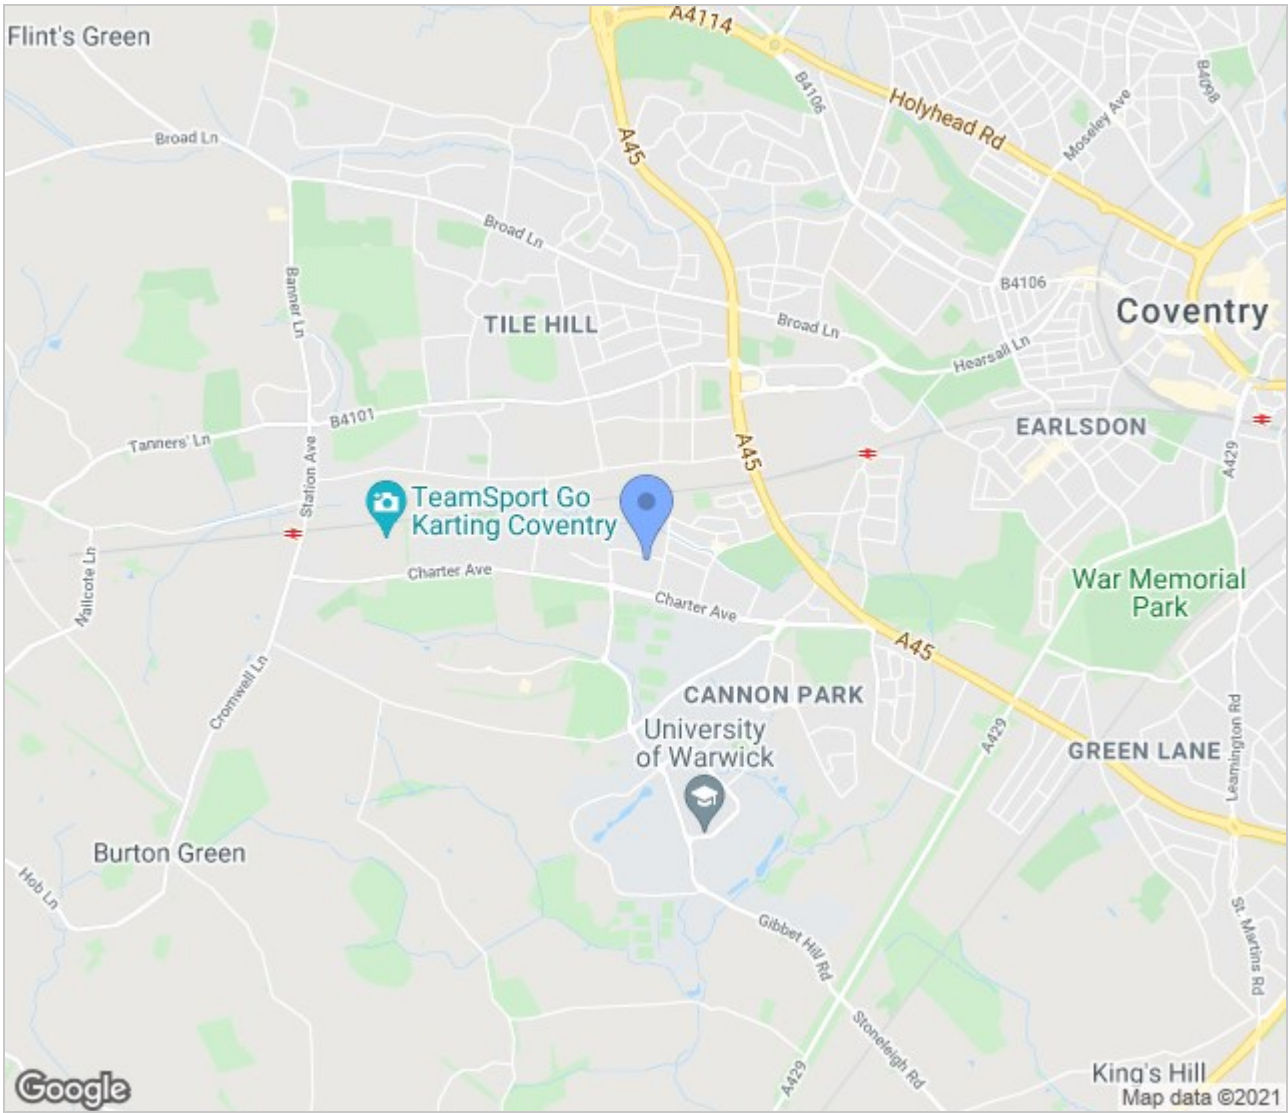 Flint's Green
A4114
B4106
B4098
Moseley Ave
Holyhead Rd
Broad Ln
A45
Broad Ln
Banner Ln
B4106
Coventry
TILE HILL
Broad Ln
Hearsall Ln
B4101
EARLSDON
Tanners' Ln
Station Ave
A45
A429
TeamSport Go
Karting Coventry
Nailcote Ln
Charter Ave
War Memorial
Park
Charter Ave
A45
Cromwell Ln
CANNON PARK
University
of Warwick
A429
Leamington Rd
GREEN LANE
Burton Green
Hob Ln
Gibbet Hill Rd
St. Martins Rd
Stoneleigh Rd
A429
King's Hill
Google
Map data ©2021